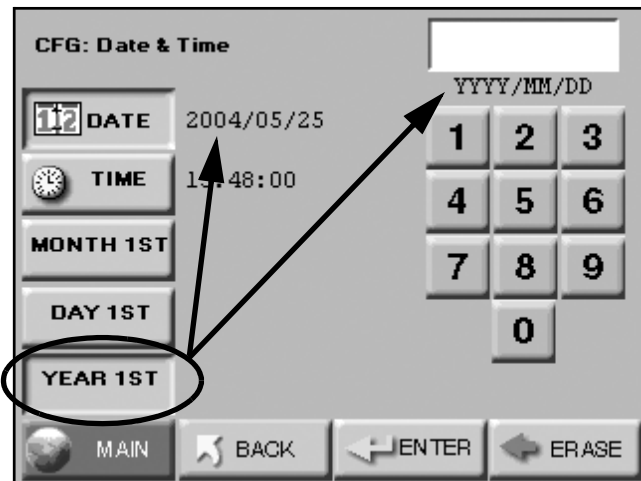 CFG: Date & Time
YYYY/MM/DD
112 DATE 2004/05/25
TIME
MONTH 1ST
DAY 1ST
YEAR 1ST
1 2 3
4 5 6
7 8 9
0
MAIN BACK ENTER ERASE